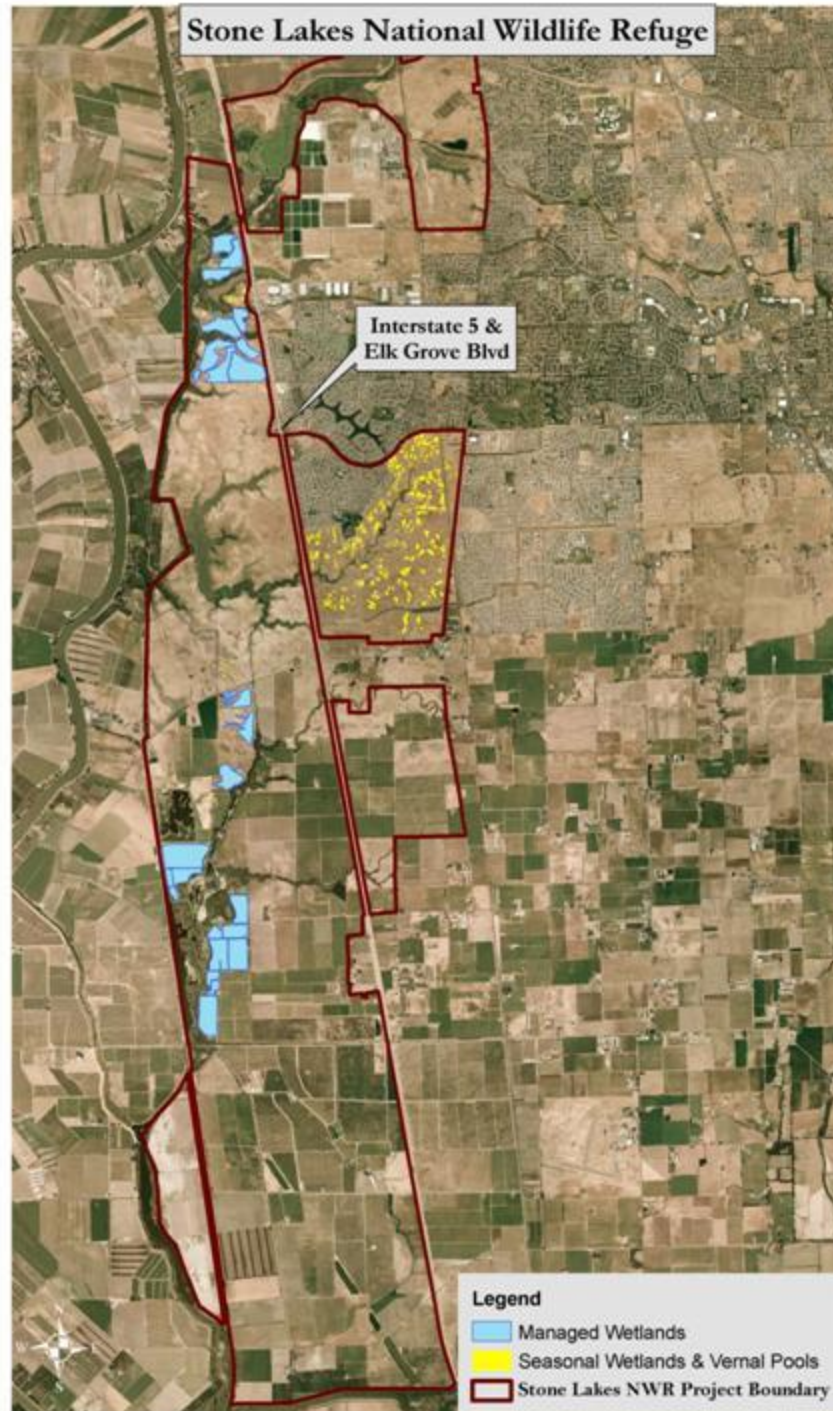 Stone Lakes National Wildlife Refuge
Interstate 5 &
Elk Grove Blvd
Legend
Managed Wetlands
Seasonal Wetlands & Vernal Pools
Stone Lakes NWR Project Boundary
N
W
E
S